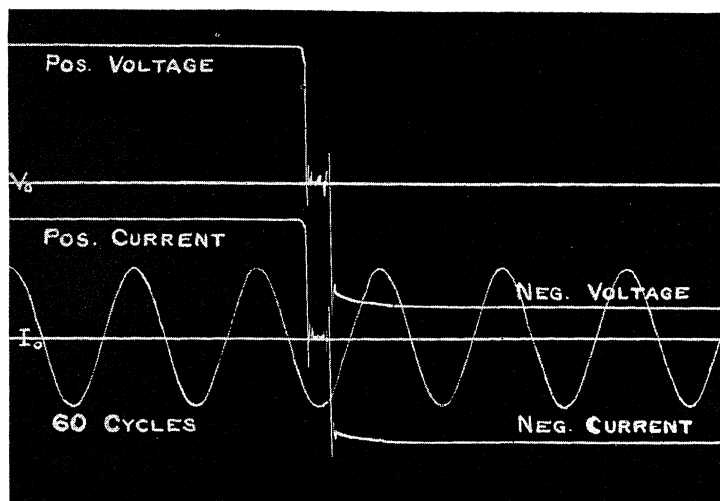 POS. VOLTAGE
V₀
POS. CURRENT
NEG. VOLTAGE
I₀
60 CYCLES
NEG. CURRENT